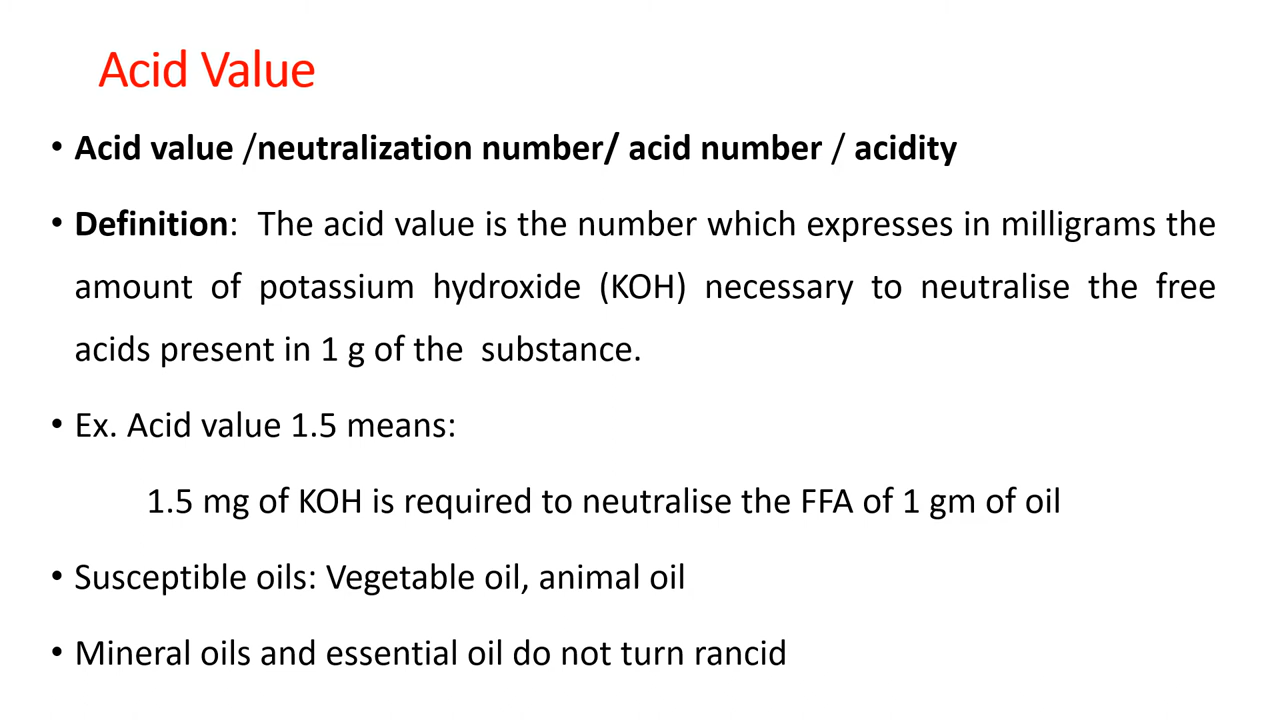 Acid Value
• Acid value /neutralization number/ acid number / acidity
• Definition: The acid value is the number which expresses in milligrams the
amount of potassium hydroxide (KOH) necessary to neutralise the free
acids present in 1 g of the substance.
• Ex. Acid value 1.5 means:
1.5 mg of KOH is required to neutralise the FFA of 1 gm of oil
• Susceptible oils: Vegetable oil, animal oil
• Mineral oils and essential oil do not turn rancid